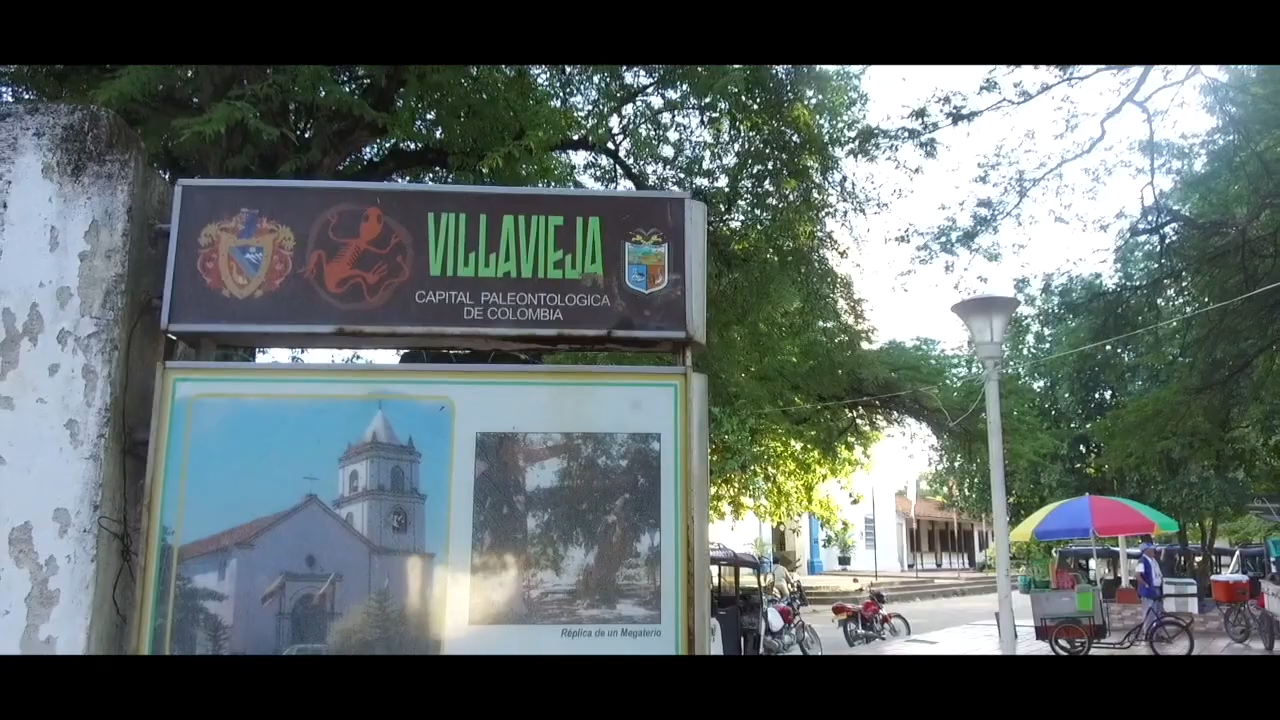 VILLAVIEJA
CAPITAL PALEONTOLOGICA
DE COLOMBIA
Réplica de un Megaterio